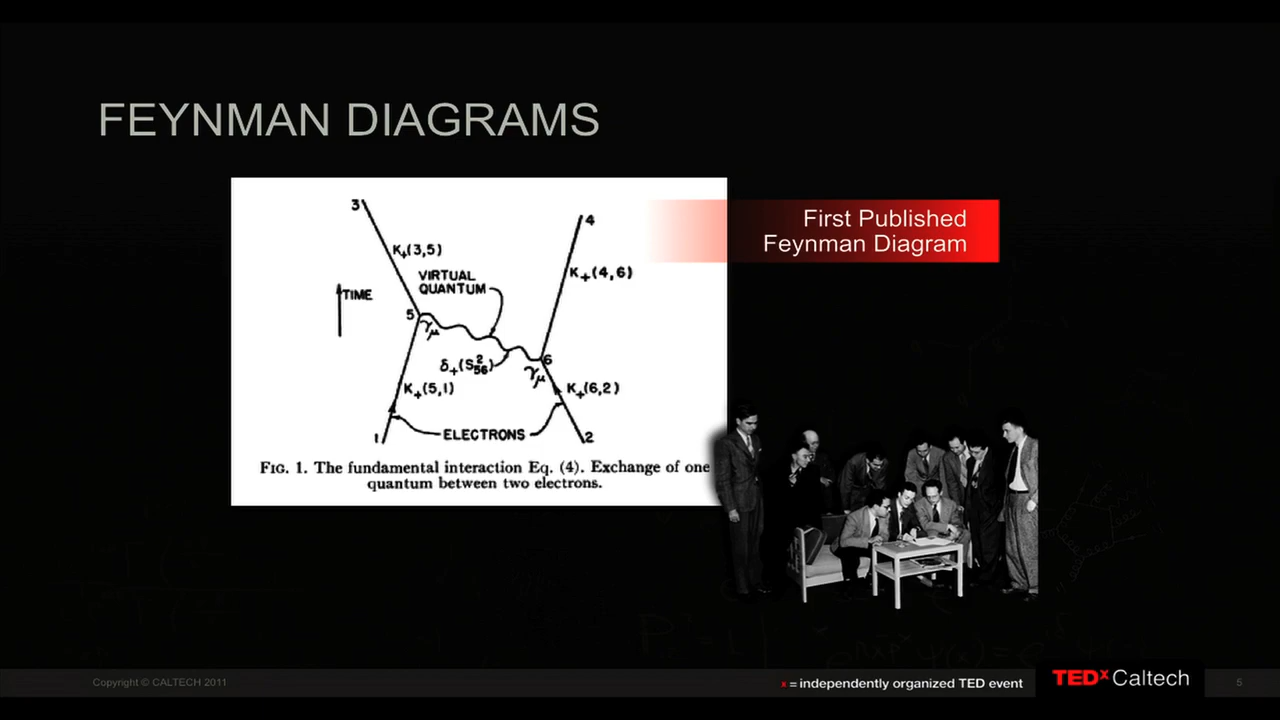 FEYNMAN DIAGRAMS
First Published
Feynman Diagram
3
4
K+(3,5)
K+(4,6)
VIRTUAL
QUANTUM
TIME
5
γμ
6
δ+(S²56)
γμ
K+(5,1)
K+(6,2)
1
ELECTRONS
2
FIG. 1. The fundamental interaction Eq. (4). Exchange of one
quantum between two electrons.
Copyright © CALTECH 2011
x = independently organized TED event
TEDx Caltech
5